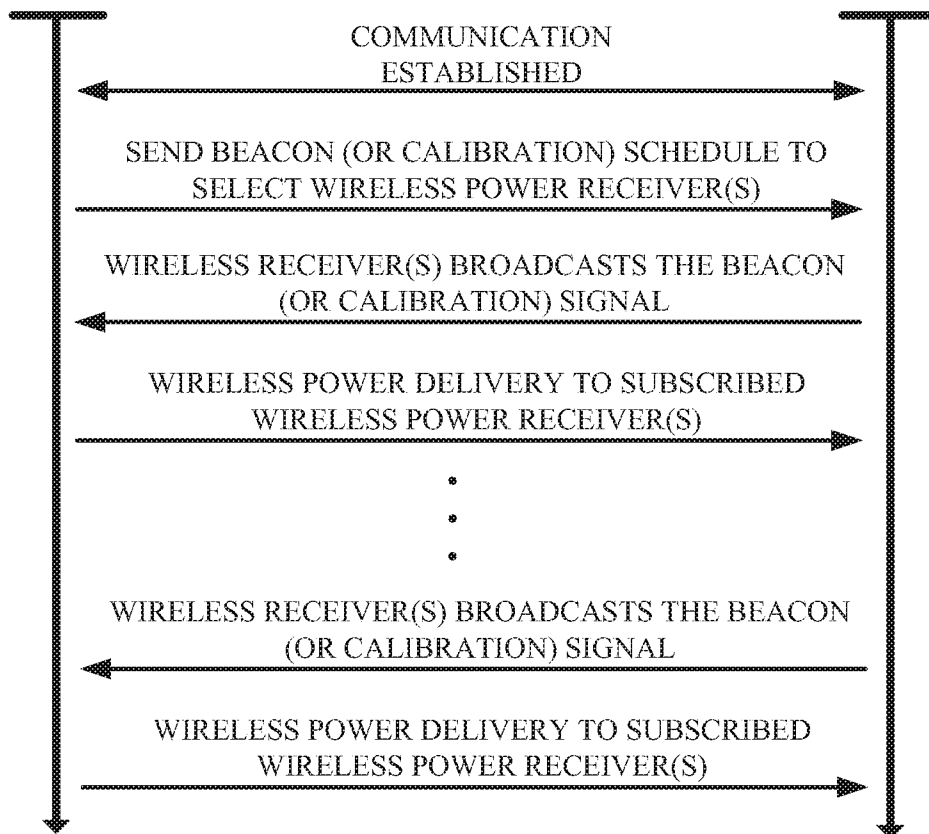 COMMUNICATION
ESTABLISHED
SEND BEACON (OR CALIBRATION) SCHEDULE TO
SELECT WIRELESS POWER RECEIVER(S)
WIRELESS RECEIVER(S) BROADCASTS THE BEACON
(OR CALIBRATION) SIGNAL
WIRELESS POWER DELIVERY TO SUBSCRIBED
WIRELESS POWER RECEIVER(S)
WIRELESS RECEIVER(S) BROADCASTS THE BEACON
(OR CALIBRATION) SIGNAL
WIRELESS POWER DELIVERY TO SUBSCRIBED
WIRELESS POWER RECEIVER(S)